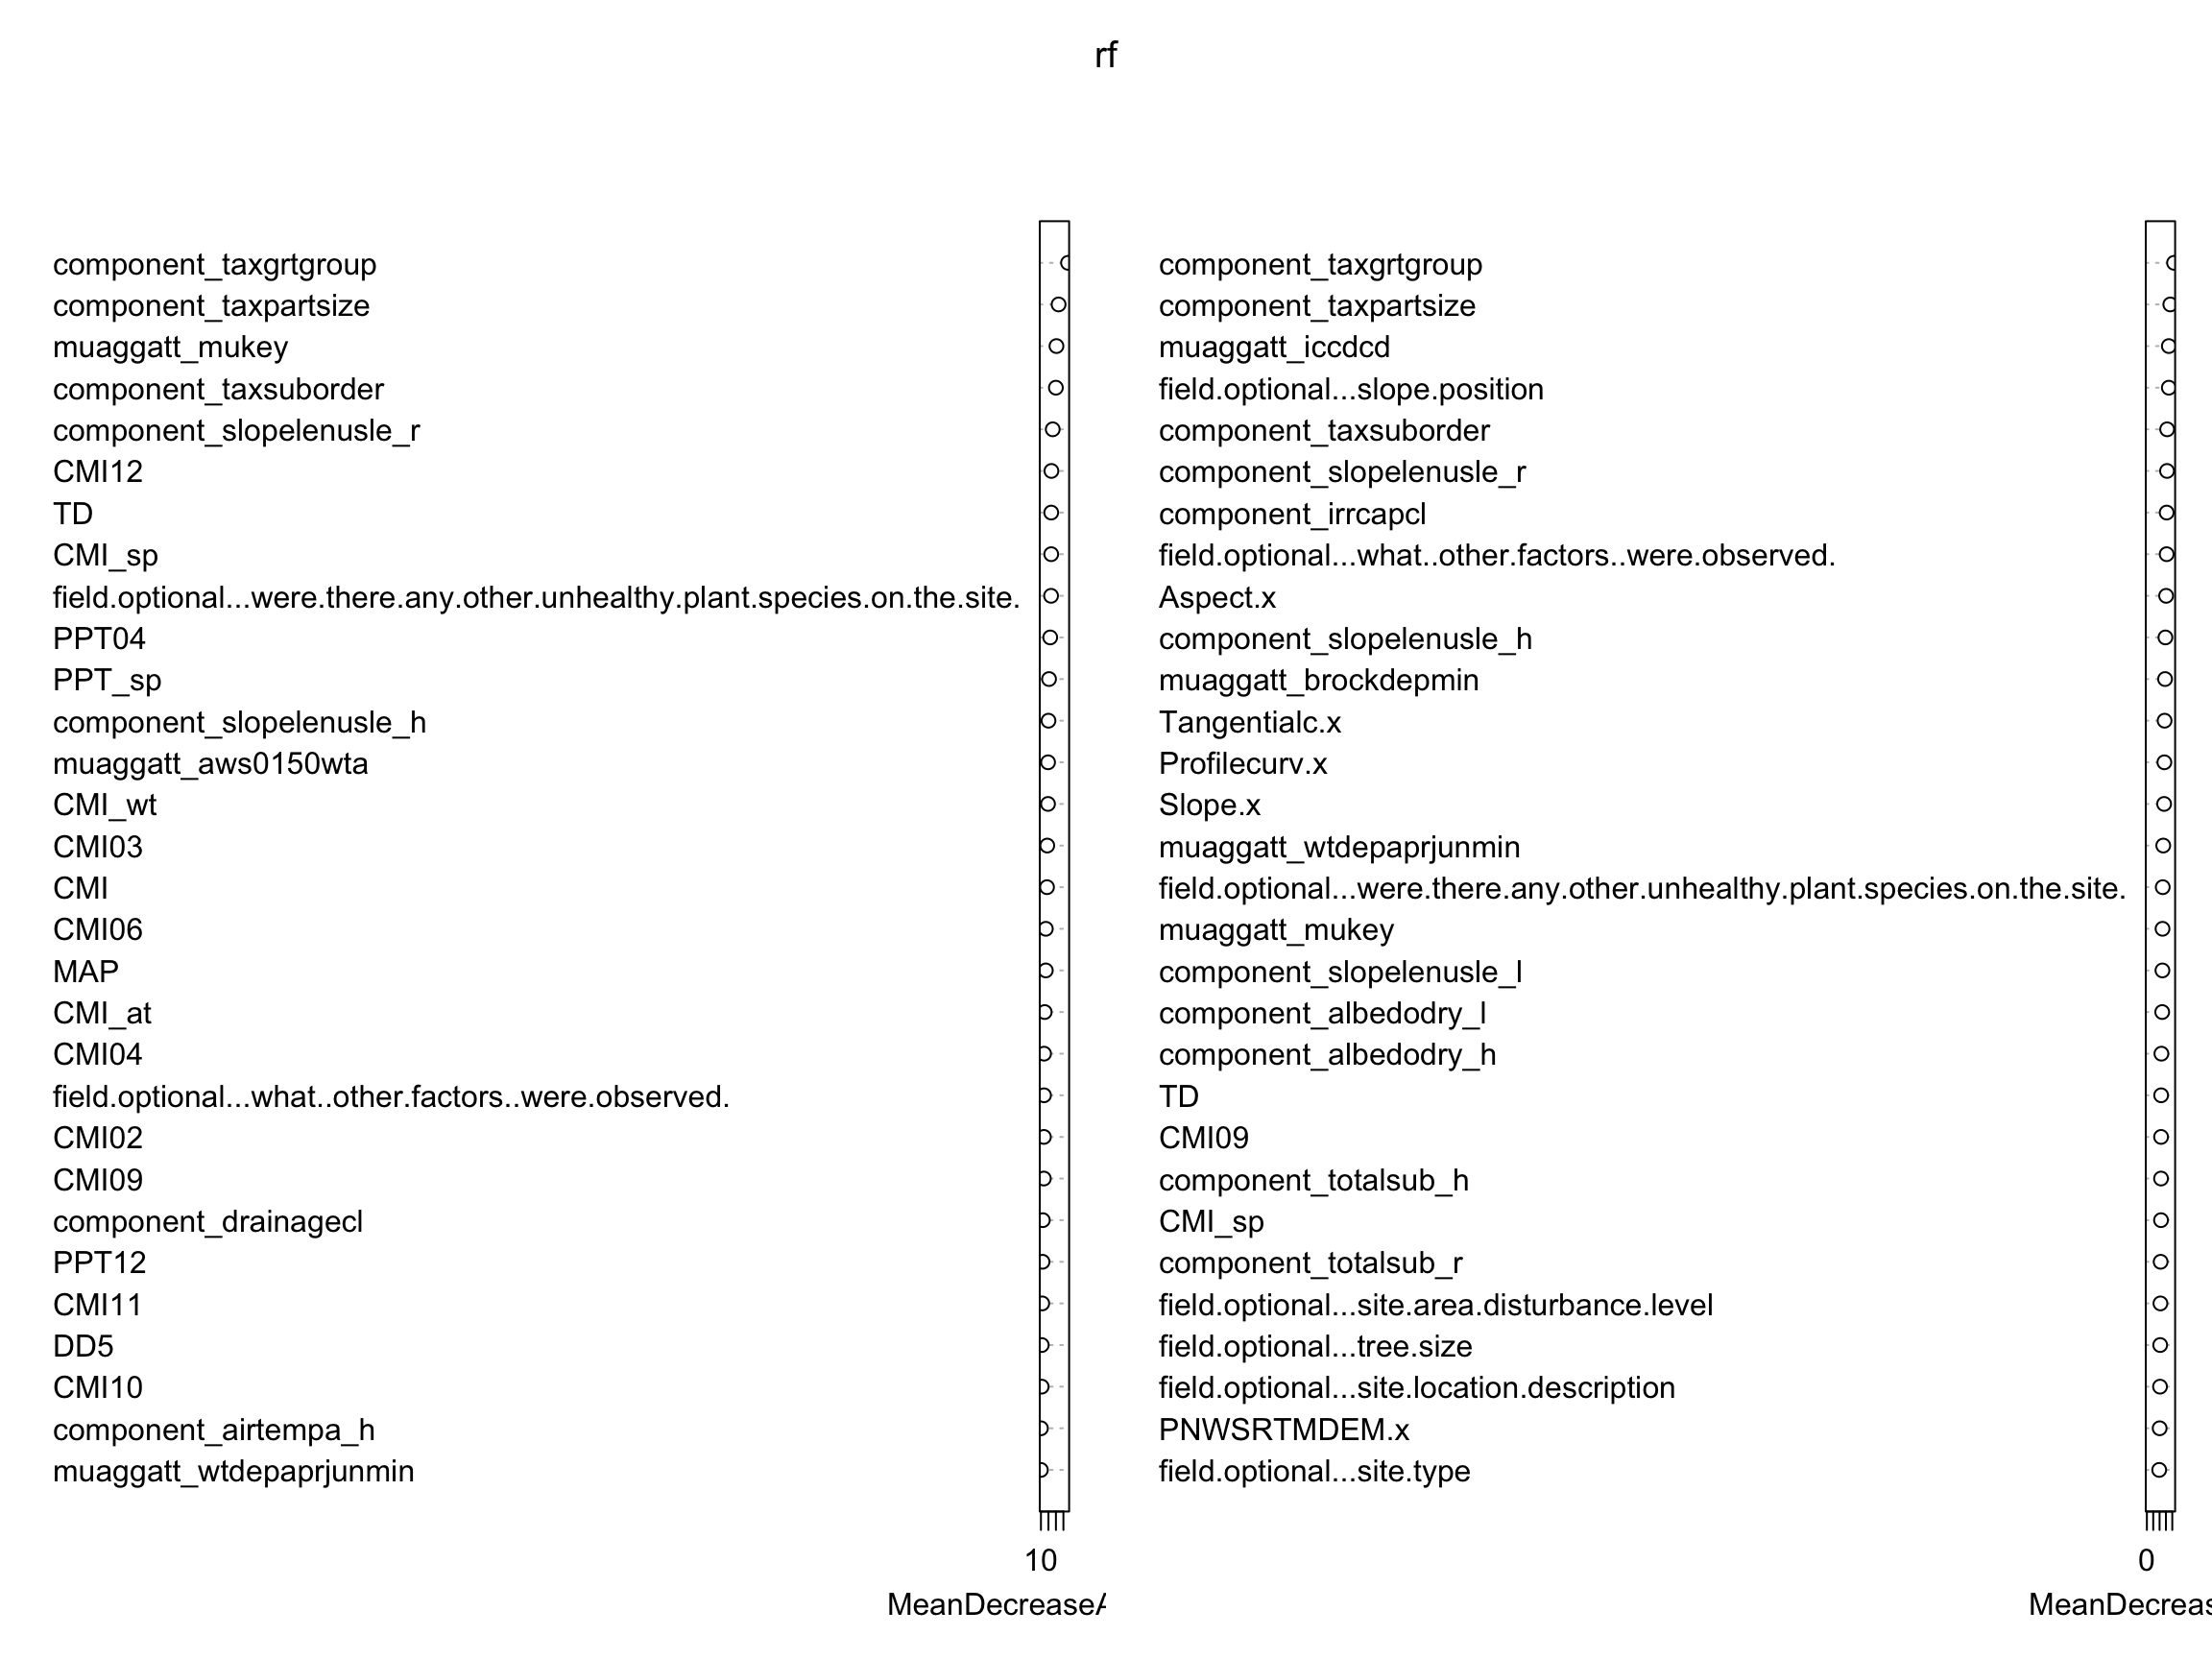 rf
component_taxgrtgroup
component_taxpartsize
muaggatt_mukey
component_taxsuborder
component_slopelenusle_r
CMI12
TD
CMI_sp
field.optional...were.there.any.other.unhealthy.plant.species.on.the.site.
PPT04
PPT_sp
component_slopelenusle_h
muaggatt_aws0150wta
CMI_wt
CMI03
CMI
CMI06
MAP
CMI_at
CMI04
field.optional...what..other.factors..were.observed.
CMI02
CMI09
component_drainagecl
PPT12
CMI11
DD5
CMI10
component_airtempa_h
muaggatt_wtdepaprjunmin
10
MeanDecreaseA
component_taxgrtgroup
component_taxpartsize
muaggatt_iccdcd
field.optional...slope.position
component_taxsuborder
component_slopelenusle_r
component_irrcapcl
field.optional...what..other.factors..were.observed.
Aspect.x
component_slopelenusle_h
muaggatt_brockdepmin
Tangentialc.x
Profilecurv.x
Slope.x
muaggatt_wtdepaprjunmin
field.optional...were.there.any.other.unhealthy.plant.species.on.the.site.
muaggatt_mukey
component_slopelenusle_l
component_albedodry_l
component_albedodry_h
TD
CMI09
component_totalsub_h
CMI_sp
component_totalsub_r
field.optional...site.area.disturbance.level
field.optional...tree.size
field.optional...site.location.description
PNWSRTMDEM.x
field.optional...site.type
0
MeanDecreas